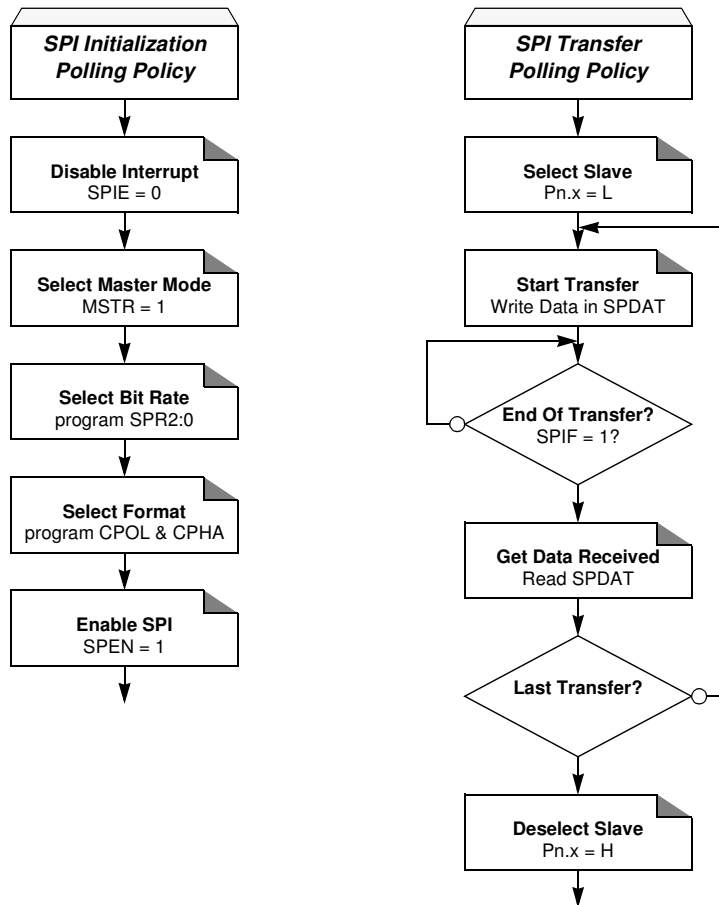 SPI Initialization
Polling Policy
Disable Interrupt
SPIE = 0
Select Master Mode
MSTR = 1
Select Bit Rate
program SPR2:0
Select Format
program CPOL & CPHA
Enable SPI
SPEN = 1
SPI Transfer
Polling Policy
Select Slave
Pn.x = L
Start Transfer
Write Data in SPDAT
End Of Transfer?
SPIF = 1?
Get Data Received
Read SPDAT
Last Transfer?
Deselect Slave
Pn.x = H